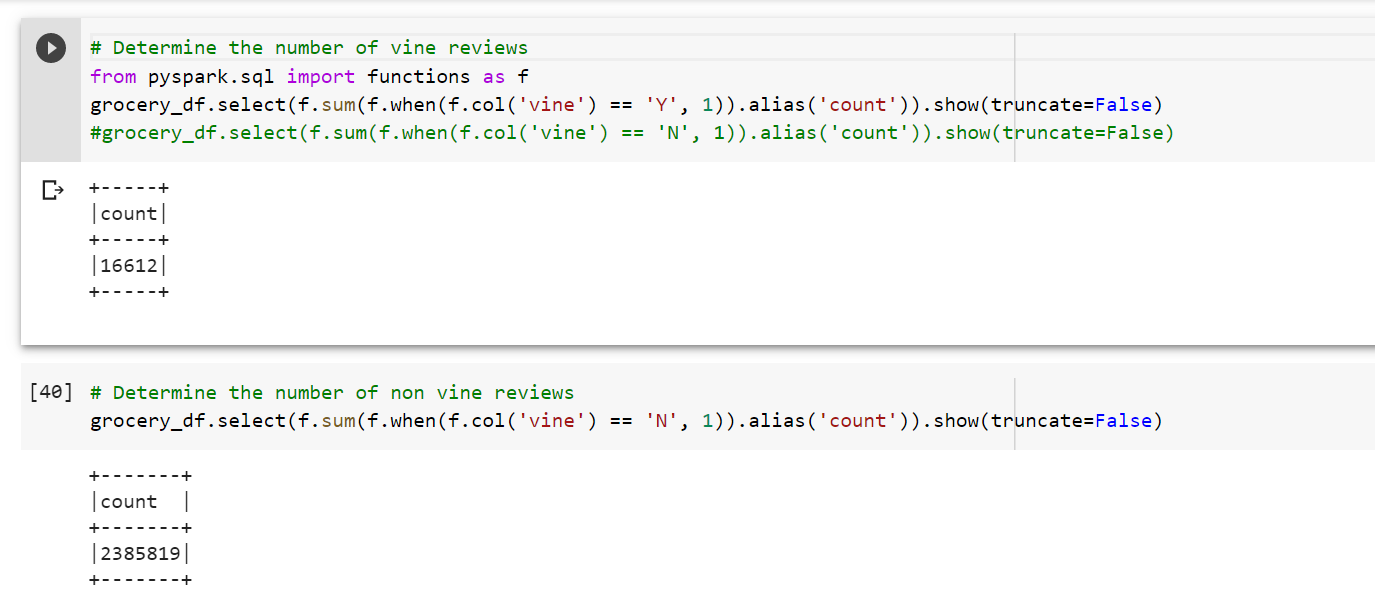 # Determine the number of vine reviews
from pyspark.sql import functions as f
grocery_df.select(f.sum(f.when(f.col('vine') == 'Y', 1)).alias('count')).show(truncate=False)
#grocery_df.select(f.sum(f.when(f.col('vine') == 'N', 1)).alias('count')).show(truncate=False)
+-----+
|count|
+-----+
|16612|
+-----+
[40] # Determine the number of non vine reviews
grocery_df.select(f.sum(f.when(f.col('vine') == 'N', 1)).alias('count')).show(truncate=False)
+-------+
|count  |
+-------+
|2385819|
+-------+